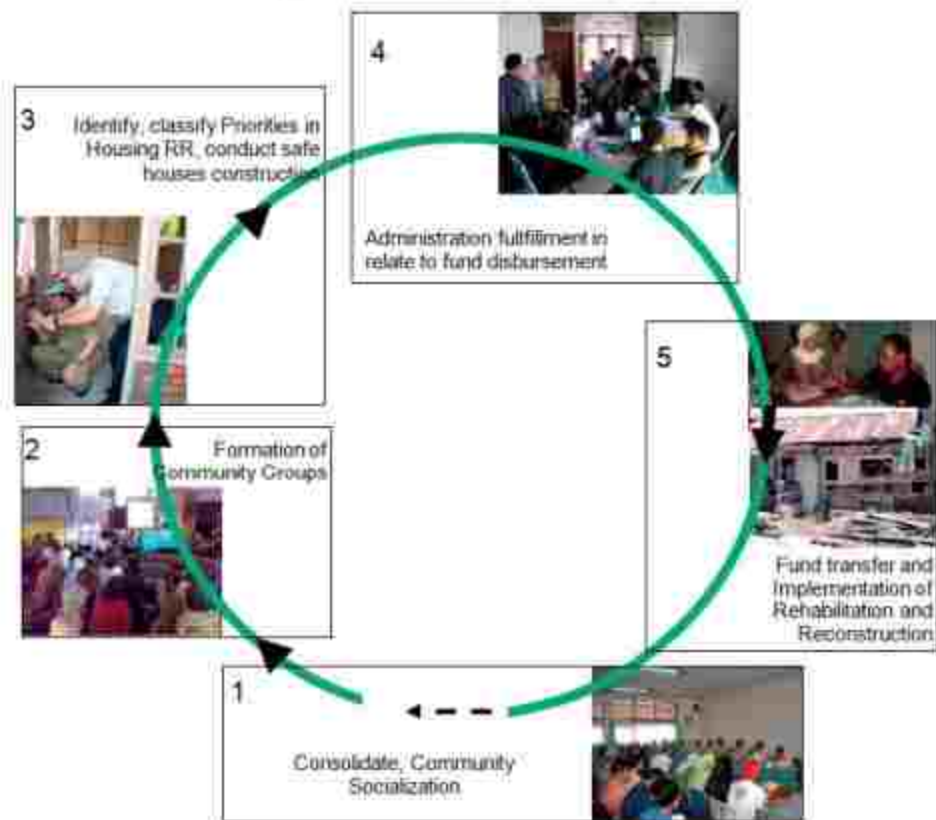 1
Consolidate, Community
Socialization
2
Formation of
Community Groups
3
Identify, classify Priorities in
Housing RR, conduct safe
houses construction
4
Administration fullfillment in
relate to fund disbursement
5
Fund transfer and
Implementation of
Rehabilitation and
Reconstruction